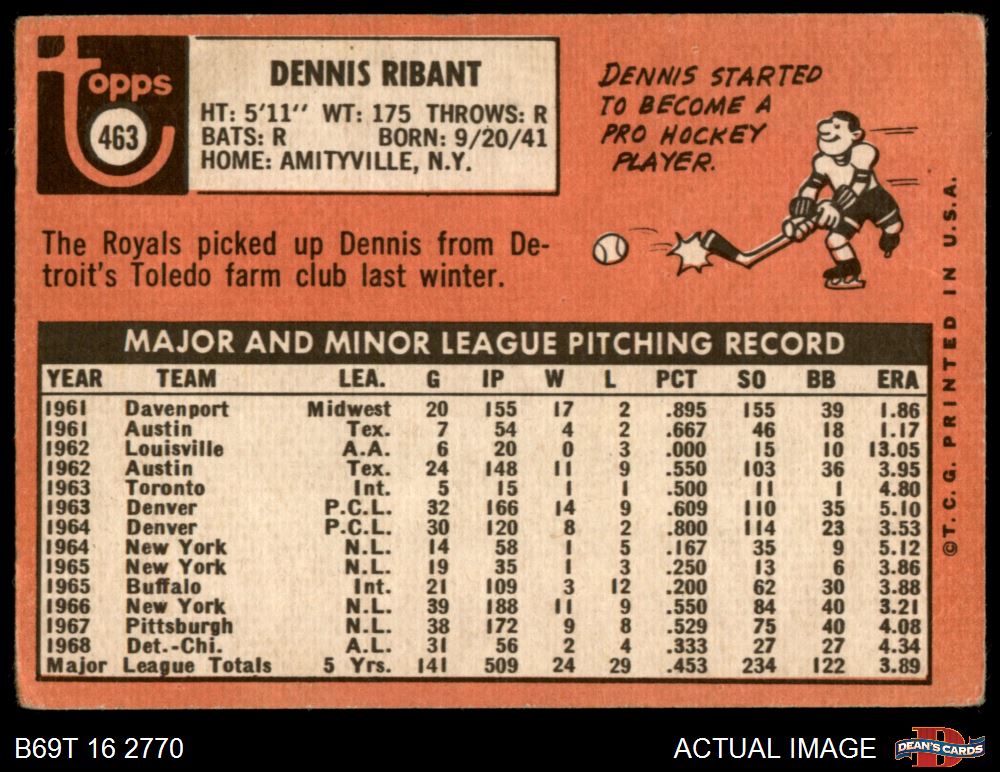 Topps
463
DENNIS RIBANT
HT: 5'11'' WT: 175 THROWS: R
BATS: R BORN: 9/20/41
HOME: AMITYVILLE, N.Y.
DENNIS STARTED
TO BECOME A
PRO HOCKEY
PLAYER.
The Royals picked up Dennis from De-
troit's Toledo farm club last winter.
MAJOR AND MINOR LEAGUE PITCHING RECORD
YEAR TEAM LEA. G IP W L PCT SO BB ERA
1961 Davenport Midwest 20 155 17 2 .895 155 39 1.86
1961 Austin Tex. 7 54 4 2 .667 46 18 1.17
1962 Louisville A.A. 6 20 0 3 .000 15 10 13.05
1962 Austin Tex. 24 148 11 9 .550 103 36 3.95
1963 Toronto Int. 5 15 1 1 .500 11 1 4.80
1963 Denver P.C.L. 32 166 14 9 .609 110 35 5.10
1964 Denver P.C.L. 30 120 8 2 .800 114 23 3.53
1964 New York N.L. 14 58 1 5 .167 35 9 5.12
1965 New York N.L. 19 35 1 3 .250 13 6 3.86
1965 Buffalo Int. 21 109 3 12 .200 62 30 3.88
1966 New York N.L. 39 188 11 9 .550 84 40 3.21
1967 Pittsburgh N.L. 38 172 9 8 .529 75 40 4.08
1968 Det.-Chi. A.L. 31 56 2 4 .333 27 27 4.34
Major League Totals 5 Yrs. 141 509 24 29 .453 234 122 3.89
©T.C.G. PRINTED IN U.S.A.
B69T 16 2770
ACTUAL IMAGE
DEAN'S CARDS